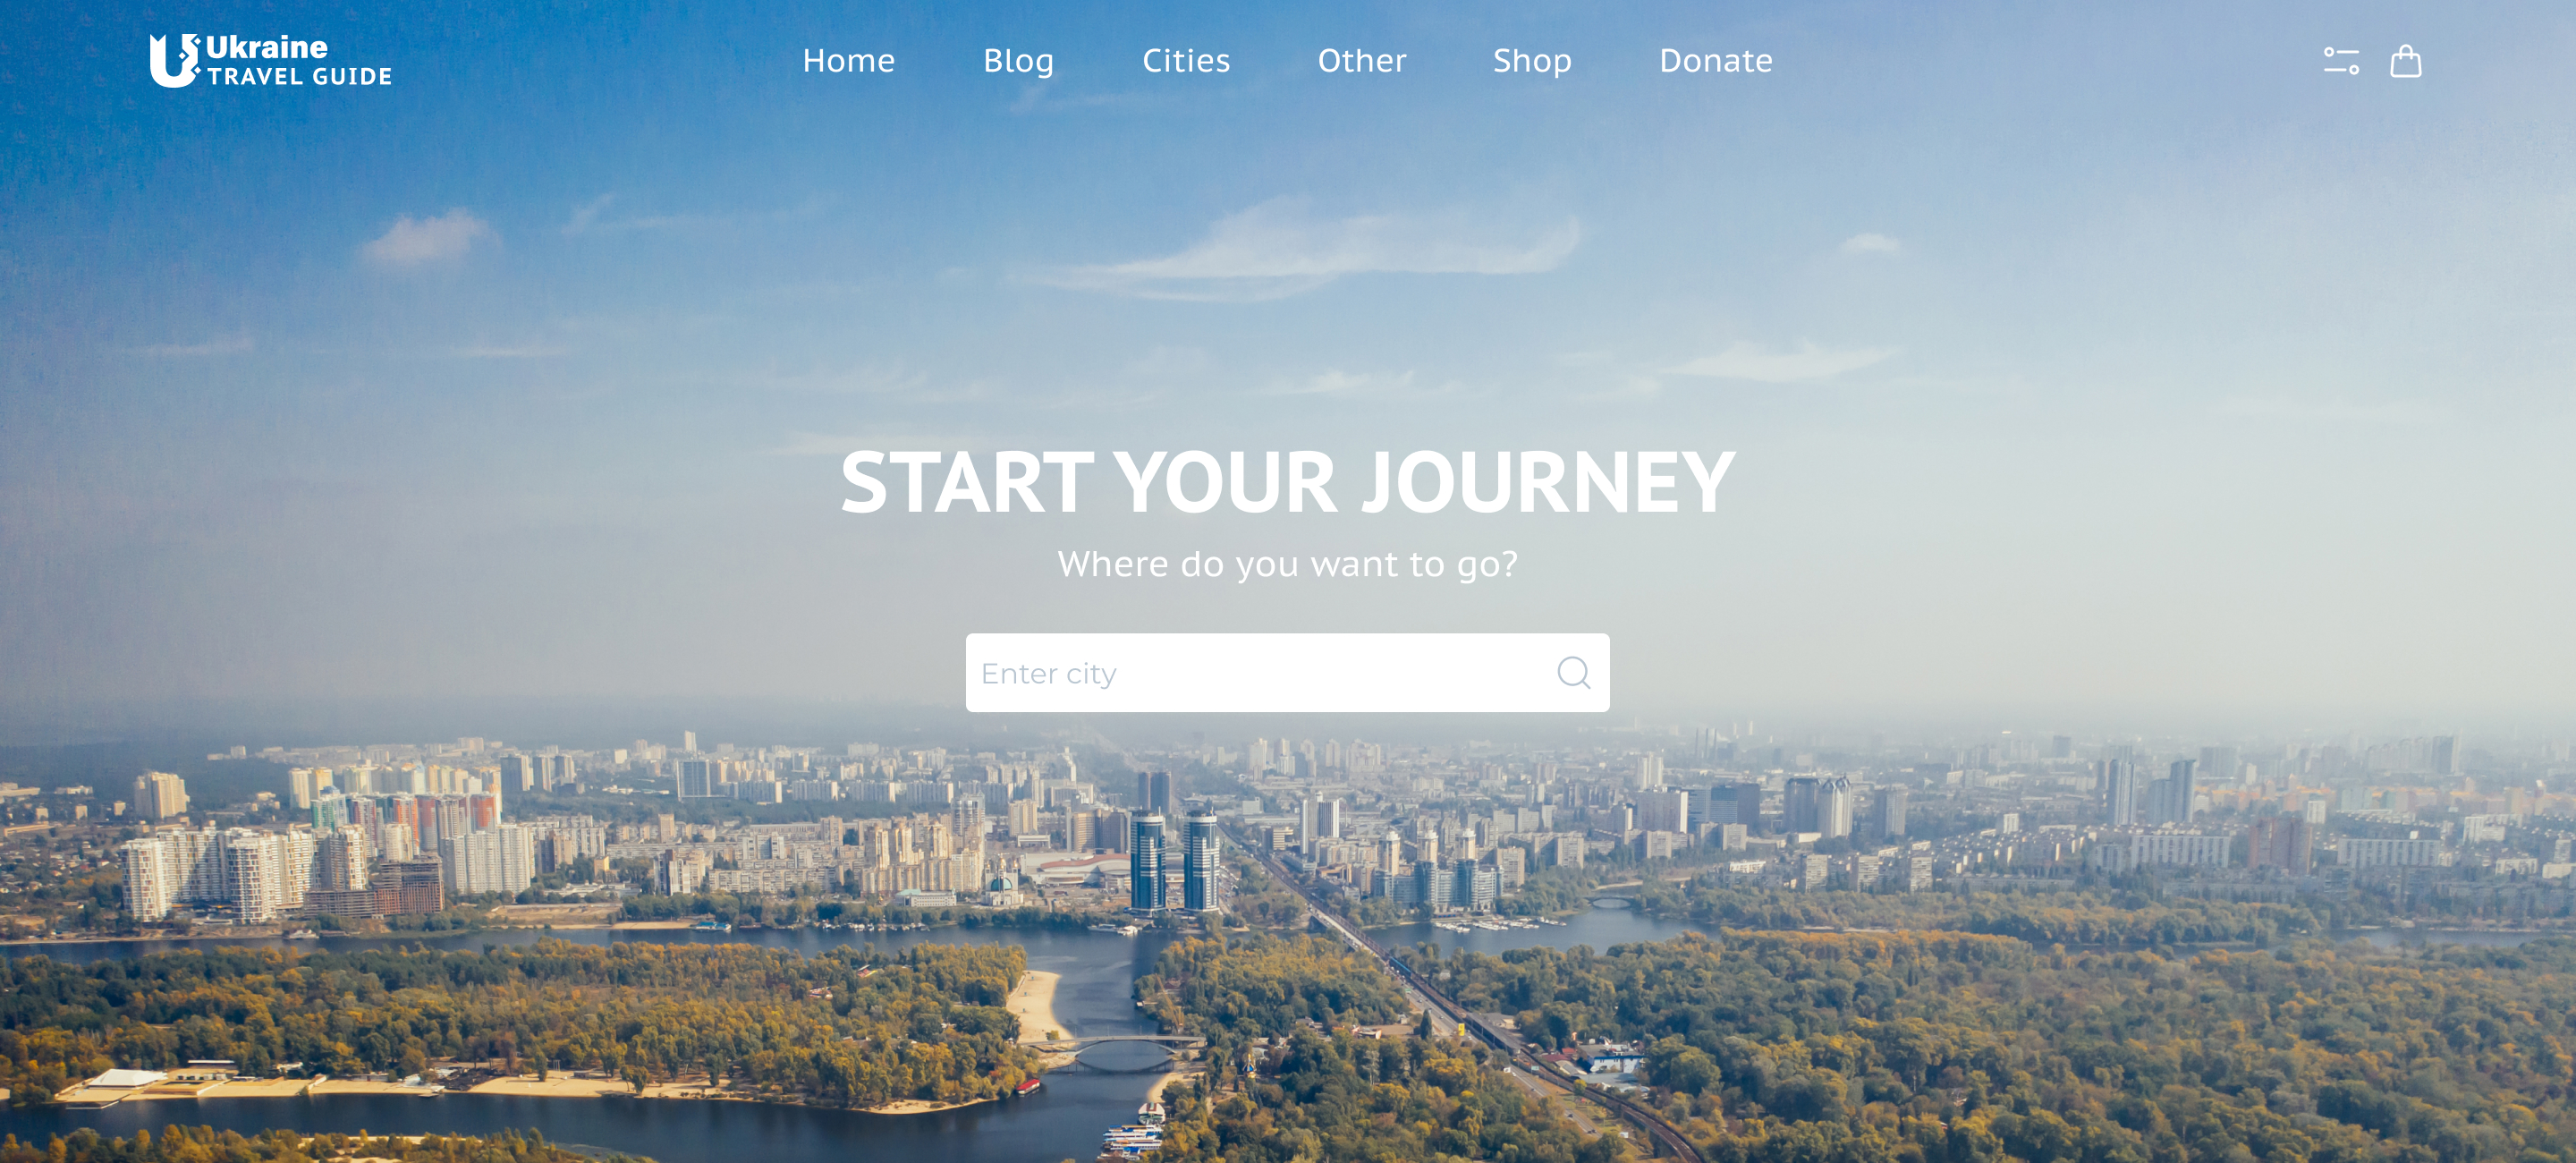 Ukraine
TRAVEL GUIDE
Home
Blog
Cities
Other
Shop
Donate
START YOUR JOURNEY
Where do you want to go?
Enter city